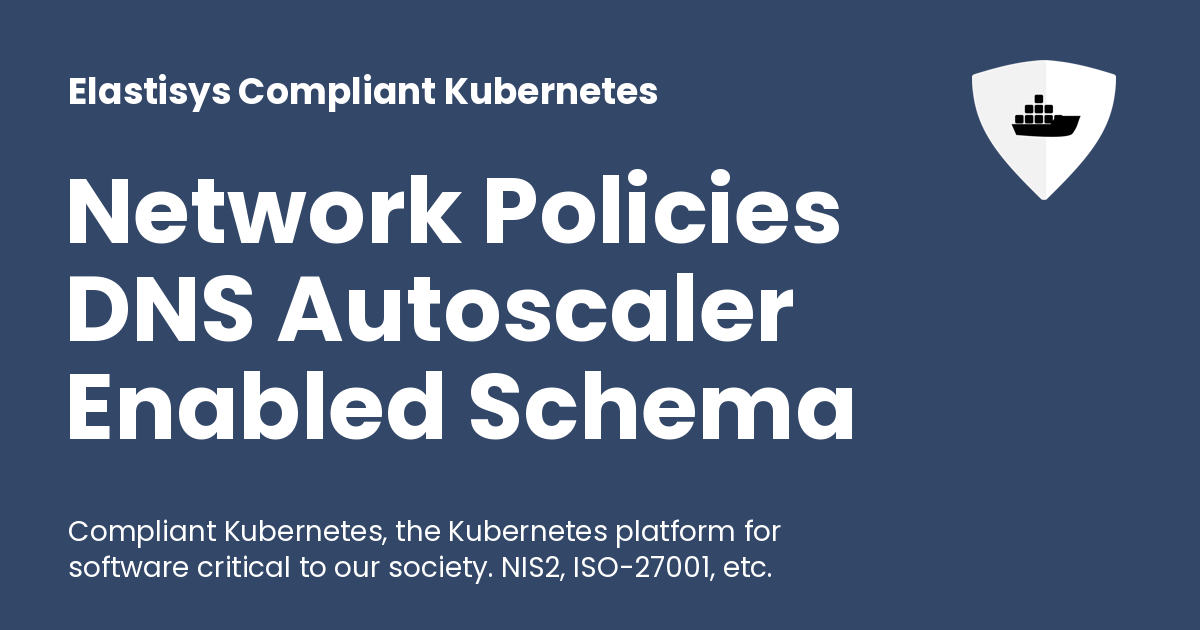 Elastisys Compliant Kubernetes
Network Policies
DNS Autoscaler
Enabled Schema
Compliant Kubernetes, the Kubernetes platform for
software critical to our society. NIS2, ISO-27001, etc.